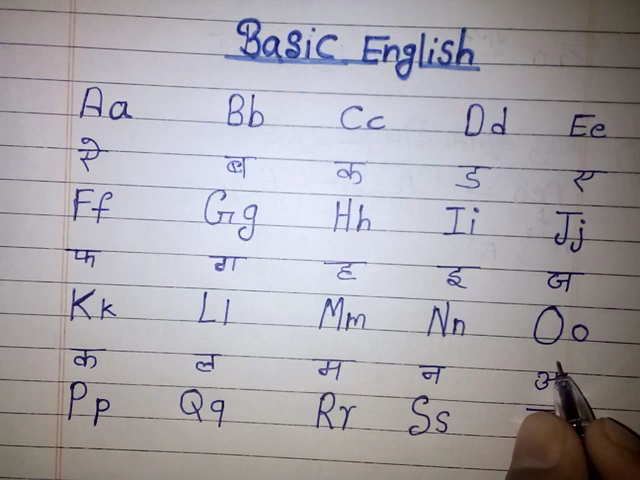 Basic English
Aa Bb Cc Dd Ee
ऐ ब क ड ए
Ff Gg Hh Ii Jj
फ ग ह इ ज
Kk Ll Mm Nn Oo
क ल म न
Pp Qq Rr Ss